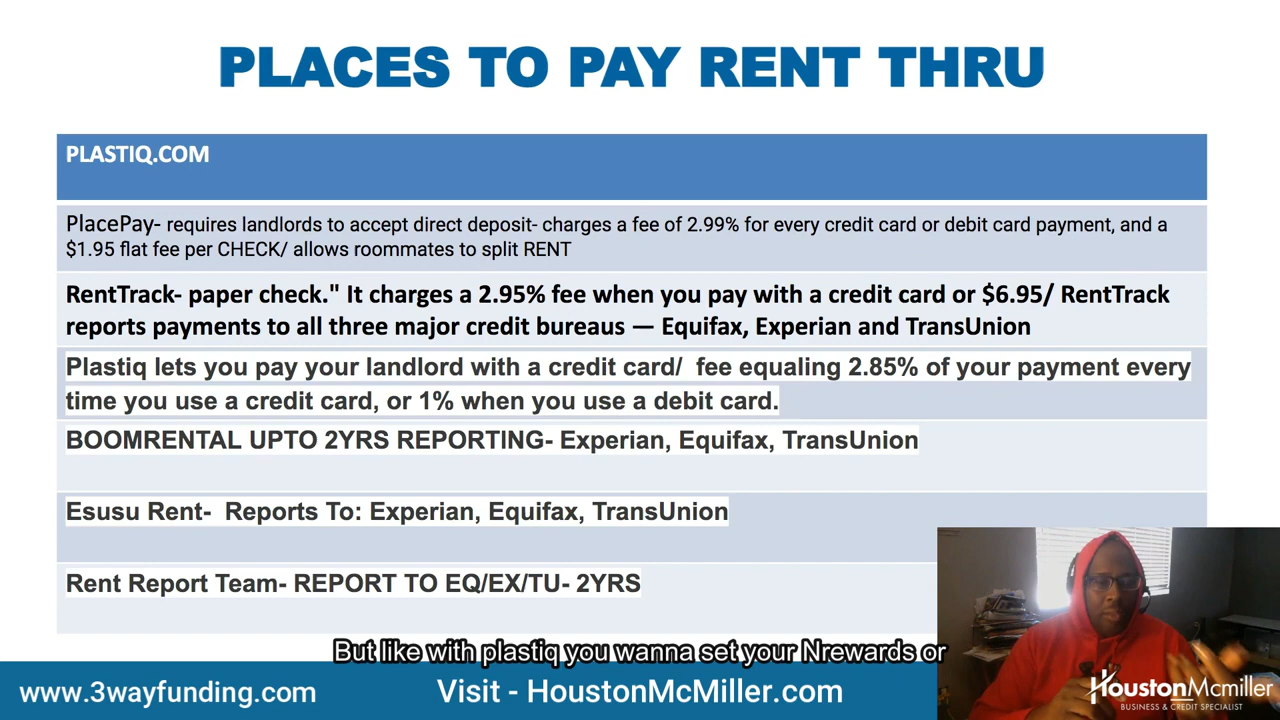 PLACES TO PAY RENT THRU
PLASTIQ.COM
PlacePay- requires landlords to accept direct deposit- charges a fee of 2.99% for every credit card or debit card payment, and a
$1.95 flat fee per CHECK/ allows roommates to split RENT
RentTrack- paper check." It charges a 2.95% fee when you pay with a credit card or $6.95/ RentTrack
reports payments to all three major credit bureaus — Equifax, Experian and TransUnion
Plastiq lets you pay your landlord with a credit card/  fee equaling 2.85% of your payment every
time you use a credit card, or 1% when you use a debit card.
BOOMRENTAL UPTO 2YRS REPORTING- Experian, Equifax, TransUnion
Esusu Rent-  Reports To: Experian, Equifax, TransUnion
Rent Report Team- REPORT TO EQ/EX/TU- 2YRS
But like with plastiq you wanna set your Nrewards or
www.3wayfunding.com
Visit - HoustonMcMiller.com
HoustonMcmiller
BUSINESS & CREDIT SPECIALIST